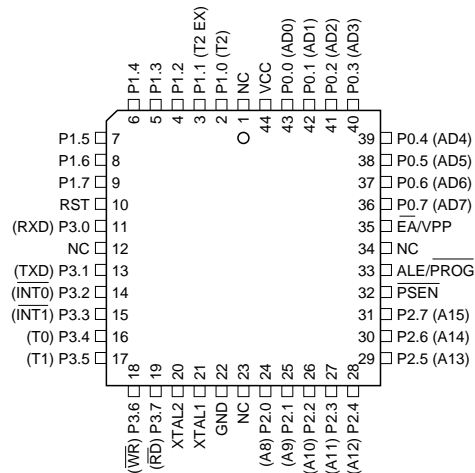 P1.4
P1.3
P1.2
P1.1 (T2 EX)
P1.0 (T2)
NC
VCC
P0.0 (AD0)
P0.1 (AD1)
P0.2 (AD2)
P0.3 (AD3)
6
5
4
3
2
1
44
43
42
41
40
P1.5 7
P1.6 8
P1.7 9
RST 10
(RXD) P3.0 11
NC 12
(TXD) P3.1 13
(INT0) P3.2 14
(INT1) P3.3 15
(T0) P3.4 16
(T1) P3.5 17
39 P0.4 (AD4)
38 P0.5 (AD5)
37 P0.6 (AD6)
36 P0.7 (AD7)
35 EA/VPP
34 NC
33 ALE/PROG
32 PSEN
31 P2.7 (A15)
30 P2.6 (A14)
29 P2.5 (A13)
18
19
20
21
22
23
24
25
26
27
28
(WR) P3.6
(RD) P3.7
XTAL2
XTAL1
GND
NC
(A8) P2.0
(A9) P2.1
(A10) P2.2
(A11) P2.3
(A12) P2.4